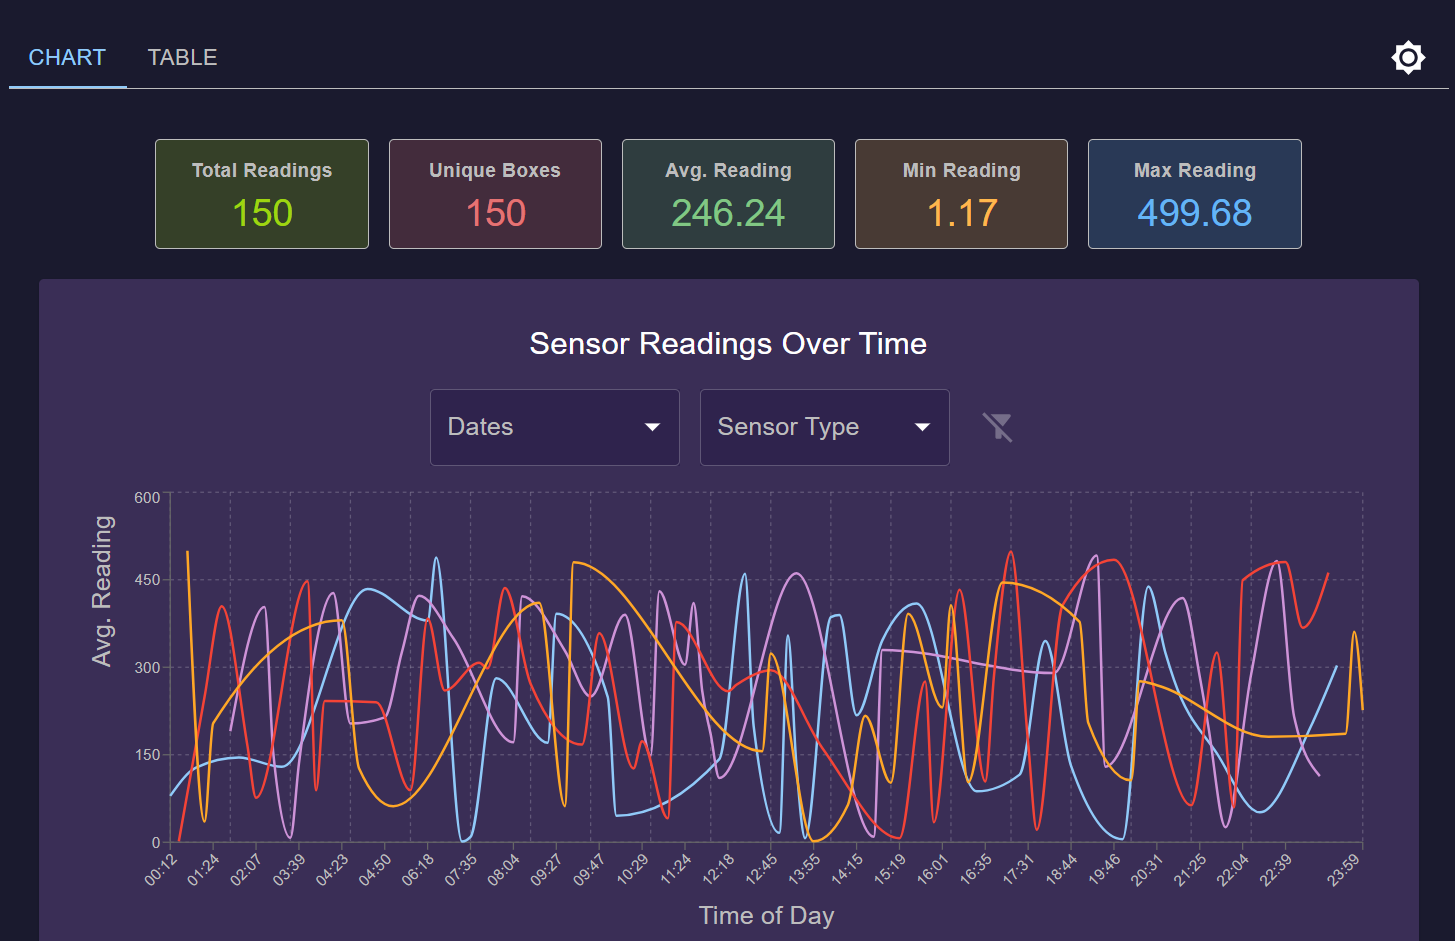 CHART TABLE
Total Readings Unique Boxes Avg. Reading Min Reading Max Reading
150 150 246.24 1.17 499.68
Sensor Readings Over Time
Dates Sensor Type
600
450
300
150
0
Avg. Reading
00:12 01:24 02:07 03:39 04:23 04:50 06:18 07:35 08:04 09:27 09:47 10:29 11:24 12:18 12:45 13:55 14:15 15:19 16:01 16:35 17:31 18:44 19:46 20:31 21:25 22:04 22:39 23:59
Time of Day